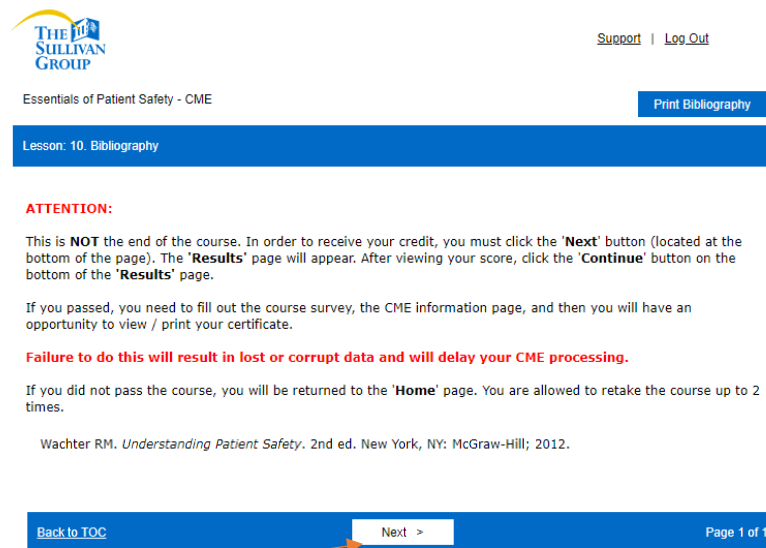 THE
SULLIVAN
GROUP
Support | Log Out
Essentials of Patient Safety - CME
Print Bibliography
Lesson: 10. Bibliography
ATTENTION:
This is NOT the end of the course. In order to receive your credit, you must click the 'Next' button (located at the
bottom of the page). The 'Results' page will appear. After viewing your score, click the 'Continue' button on the
bottom of the 'Results' page.
If you passed, you need to fill out the course survey, the CME information page, and then you will have an
opportunity to view / print your certificate.
Failure to do this will result in lost or corrupt data and will delay your CME processing.
If you did not pass the course, you will be returned to the 'Home' page. You are allowed to retake the course up to 2
times.
Wachter RM. Understanding Patient Safety. 2nd ed. New York, NY: McGraw-Hill; 2012.
Back to TOC
Next >
Page 1 of 1